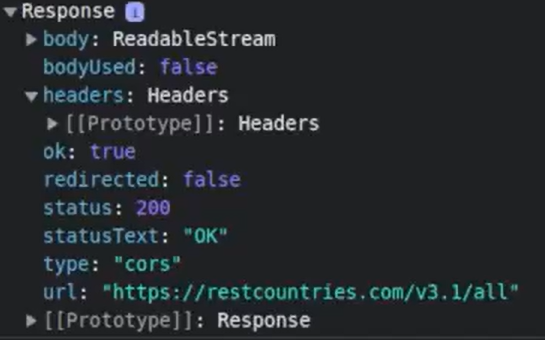 ▼Response i
▶body: ReadableStream
bodyUsed: false
▼headers: Headers
▶[[Prototype]]: Headers
ok: true
redirected: false
status: 200
statusText: "OK"
type: "cors"
url: "https://restcountries.com/v3.1/all"
▶[[Prototype]]: Response